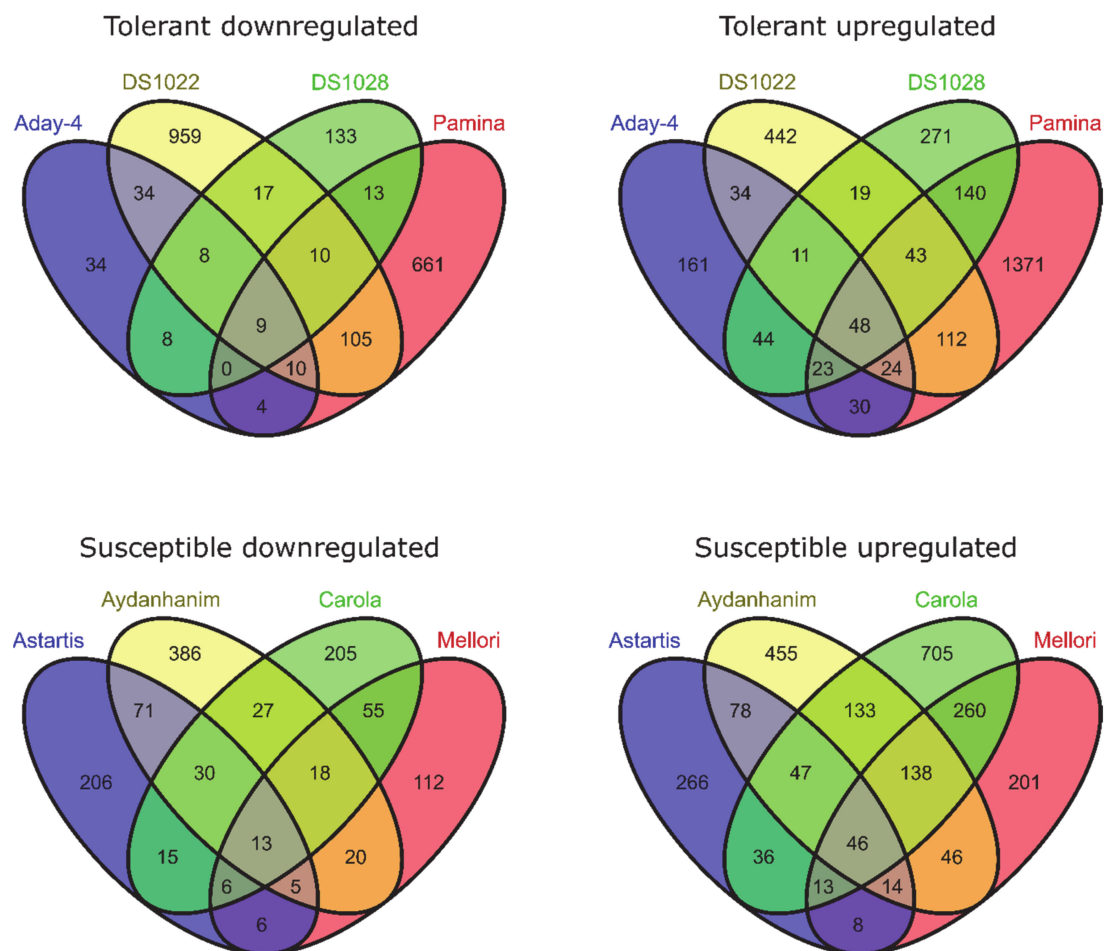 Tolerant downregulated
DS1022 DS1028
Aday-4 Pamina
959 133
34 17 13
34 8 10 661
9
8 105
0 10
4
Tolerant upregulated
DS1022 DS1028
Aday-4 Pamina
442 271
34 19 140
161 11 43 1371
48
44 112
23 24
30
Susceptible downregulated
Aydanhanim Carola
Astartis Mellori
386 205
71 27 55
206 30 18 112
13
15 20
6 5
6
Susceptible upregulated
Aydanhanim Carola
Astartis Mellori
455 705
78 133 260
266 47 138 201
46
36 46
13 14
8